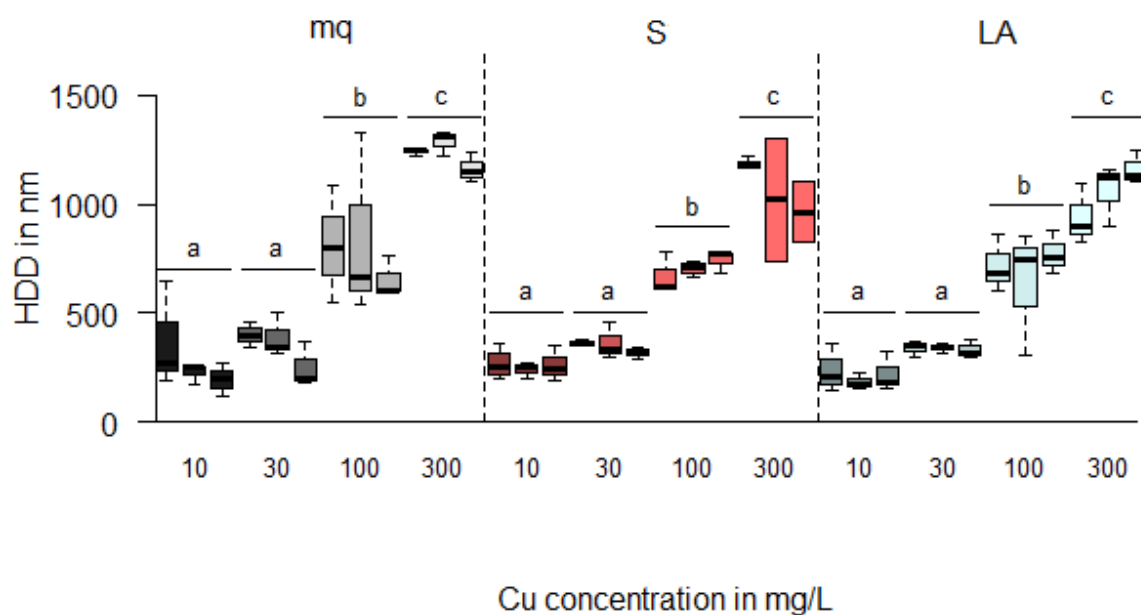 mq S LA
HDD in nm
1500
1000
500
0
a a b c
a a b c
a a b c
10 30 100 300 10 30 100 300 10 30 100 300
Cu concentration in mg/L